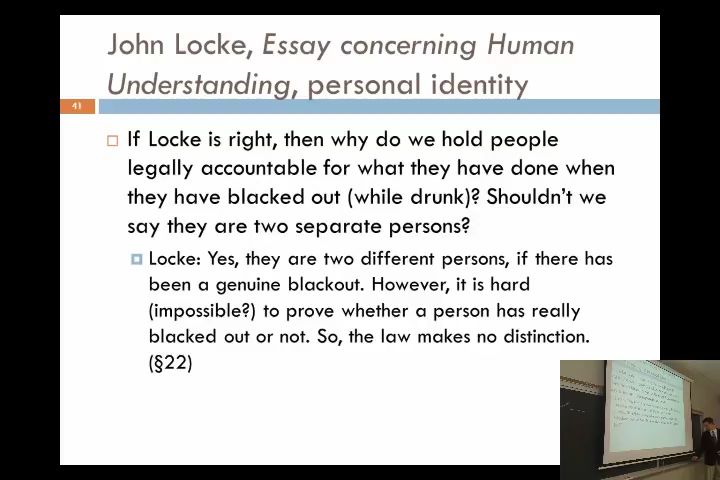 John Locke, Essay concerning Human
Understanding, personal identity
41
If Locke is right, then why do we hold people
legally accountable for what they have done when
they have blacked out (while drunk)? Shouldn't we
say they are two separate persons?
Locke: Yes, they are two different persons, if there has
been a genuine blackout. However, it is hard
(impossible?) to prove whether a person has really
blacked out or not. So, the law makes no distinction.
(§22)